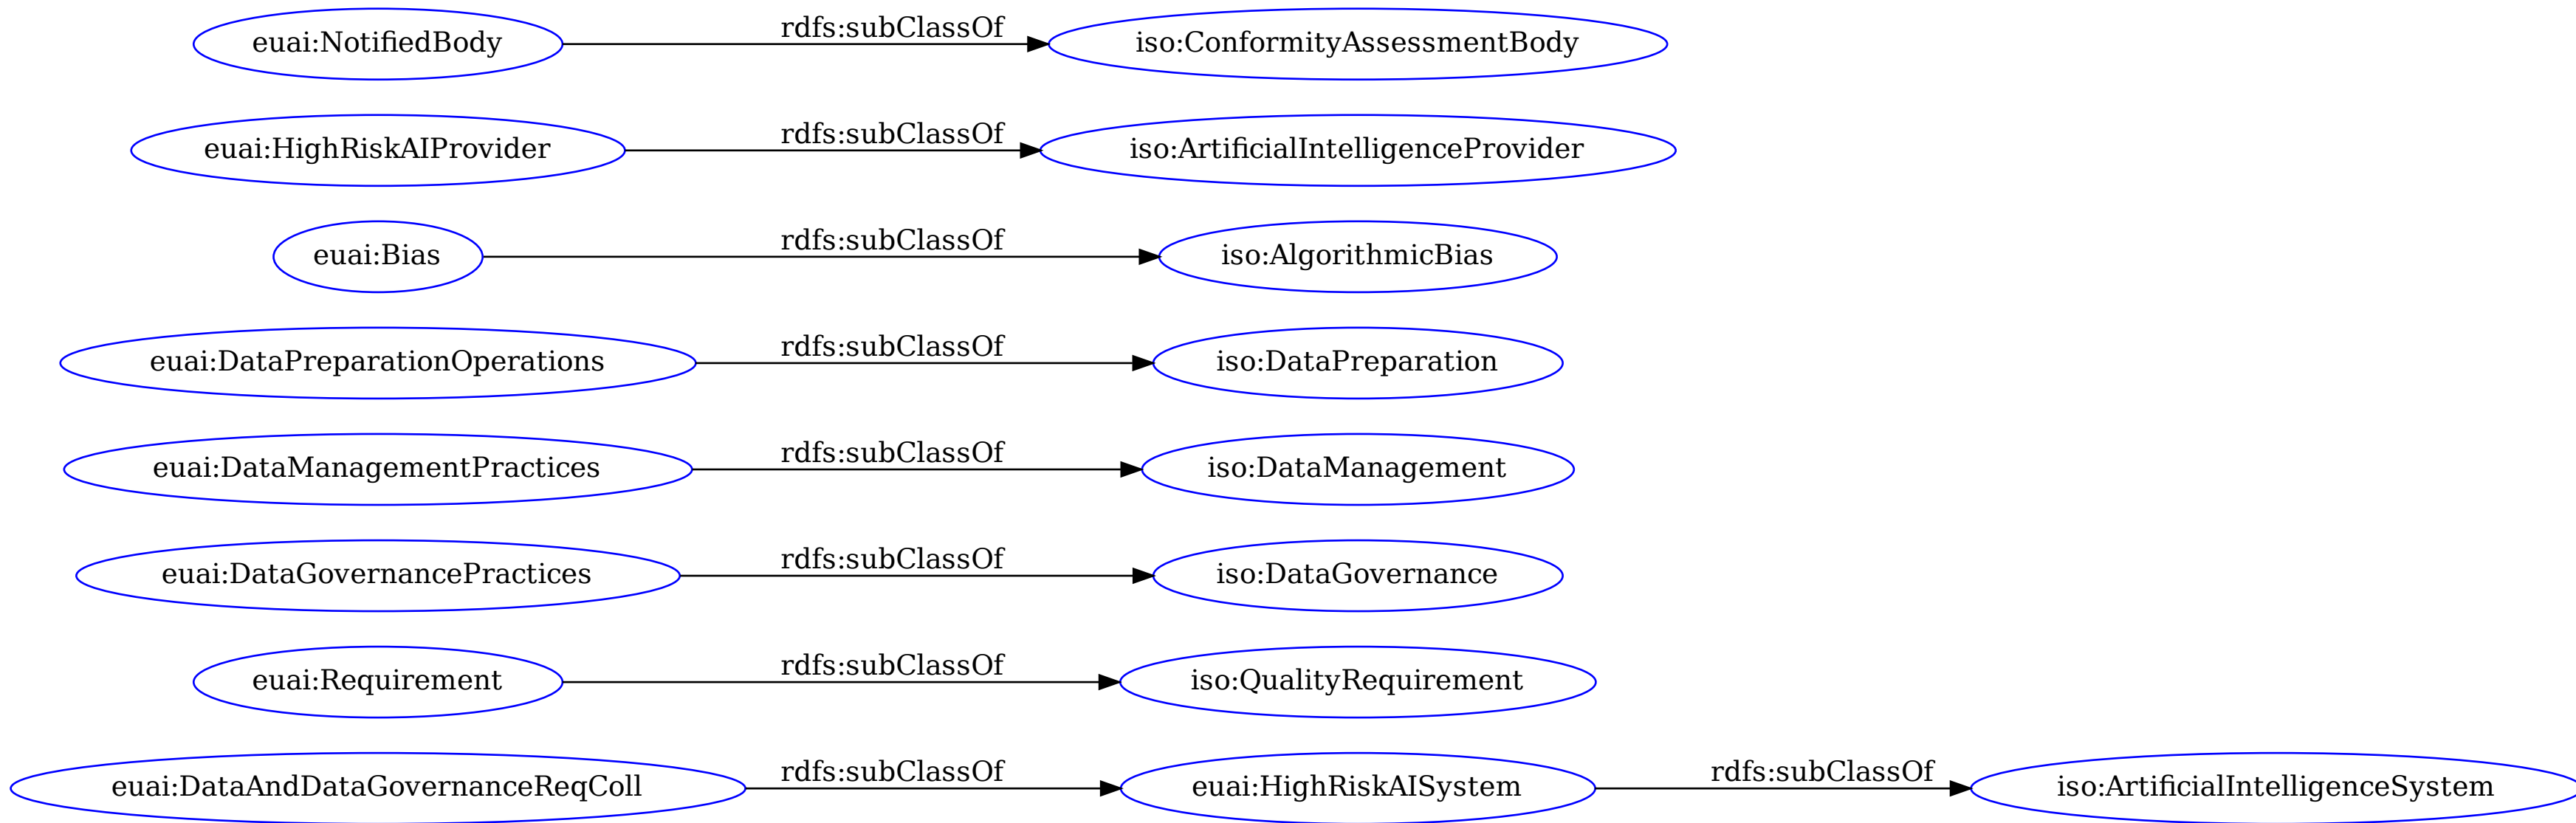 euai:NotifiedBody rdfs:subClassOf iso:ConformityAssessmentBody
euai:HighRiskAIProvider rdfs:subClassOf iso:ArtificialIntelligenceProvider
euai:Bias rdfs:subClassOf iso:AlgorithmicBias
euai:DataPreparationOperations rdfs:subClassOf iso:DataPreparation
euai:DataManagementPractices rdfs:subClassOf iso:DataManagement
euai:DataGovernancePractices rdfs:subClassOf iso:DataGovernance
euai:Requirement rdfs:subClassOf iso:QualityRequirement
euai:DataAndDataGovernanceReqColl rdfs:subClassOf euai:HighRiskAISystem rdfs:subClassOf iso:ArtificialIntelligenceSystem